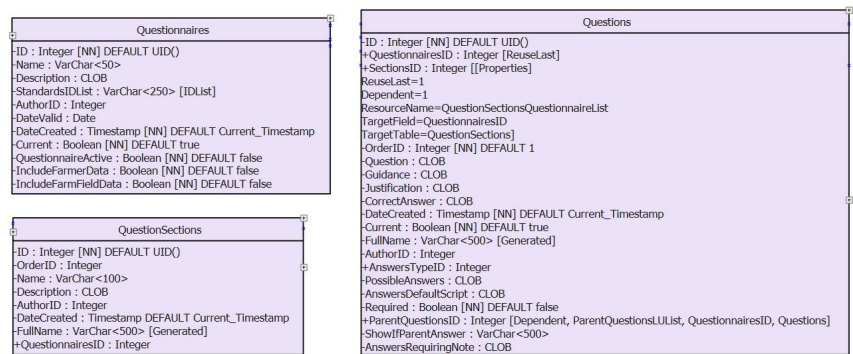 Questionnaires
-ID : Integer [NN] DEFAULT UID()
-Name : VarChar<50>
-Description : CLOB
-StandardsIDList : VarChar<250> [IDList]
-AuthorID : Integer
-DateValid : Date
-DateCreated : Timestamp [NN] DEFAULT Current_Timestamp
-Current : Boolean [NN] DEFAULT true
-QuestionnaireActive : Boolean [NN] DEFAULT false
-IncludeFarmerData : Boolean [NN] DEFAULT false
-IncludeFarmFieldData : Boolean [NN] DEFAULT false
QuestionSections
-ID : Integer [NN] DEFAULT UID()
-OrderID : Integer
-Name : VarChar<100>
-Description : CLOB
-AuthorID : Integer
-DateCreated : Timestamp DEFAULT Current_Timestamp
-FullName : VarChar<500> [Generated]
+QuestionnairesID : Integer
Questions
-ID : Integer [NN] DEFAULT UID()
+QuestionnairesID : Integer [ReuseLast]
+SectionsID : Integer [[Properties]
ReuseLast=1
Dependent=1
ResourceName=QuestionSectionsQuestionnaireList
TargetField=QuestionnairesID
TargetTable=QuestionSections]
-OrderID : Integer [NN] DEFAULT 1
-Question : CLOB
-Guidance : CLOB
-Justification : CLOB
-CorrectAnswer : CLOB
-DateCreated : Timestamp [NN] DEFAULT Current_Timestamp
-Current : Boolean [NN] DEFAULT true
-FullName : VarChar<500> [Generated]
-AuthorID : Integer
+AnswersTypeID : Integer
-PossibleAnswers : CLOB
-AnswersDefaultScript : CLOB
-Required : Boolean [NN] DEFAULT false
+ParentQuestionsID : Integer [Dependent, ParentQuestionsLUList, QuestionnairesID, Questions]
-ShowIfParentAnswer : VarChar<500>
-AnswersRequiringNote : CLOB